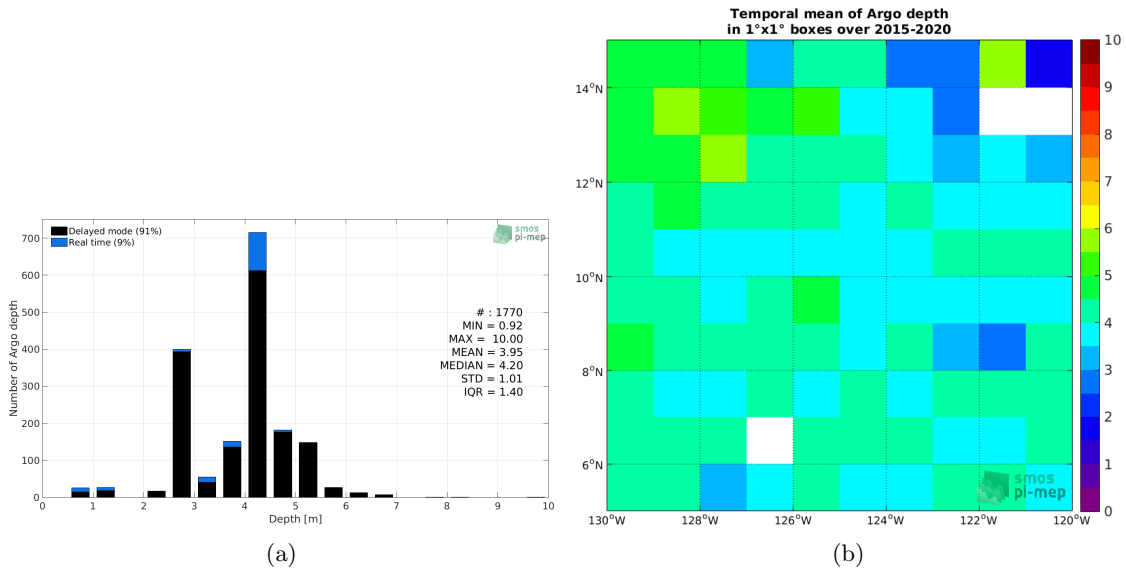 Temporal mean of Argo depth
in 1°x1° boxes over 2015-2020
Delayed mode (91%)
Real time (9%)
smos
pi-mep
# : 1770
MIN = 0.92
MAX = 10.00
MEAN = 3.95
MEDIAN = 4.20
STD = 1.01
IQR = 1.40
Number of Argo depth
700
600
500
400
300
200
100
0
0 1 2 3 4 5 6 7 8 9 10
Depth [m]
(a)
14°N
12°N
10°N
8°N
6°N
130°W 128°W 126°W 124°W 122°W 120°W
smos
pi-mep
10
9
8
7
6
5
4
3
2
1
0
(b)